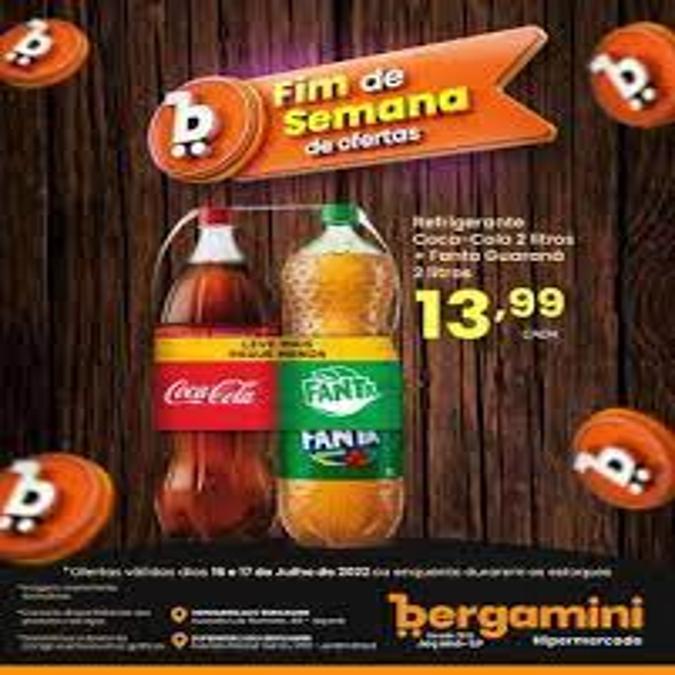 Fim de
Semana
de ofertas
Refrigerante
Coca-Cola 2 litros
+ Fanta Guaraná
2 litros
13,99
CADA
LEVE MAIS
PAGUE MENOS
Coca-Cola
FANTA
FANTA
*Ofertas válidas dias 16 e 17 de Julho de 2022 ou enquanto durarem os estoques
bergamini
Hipermercado